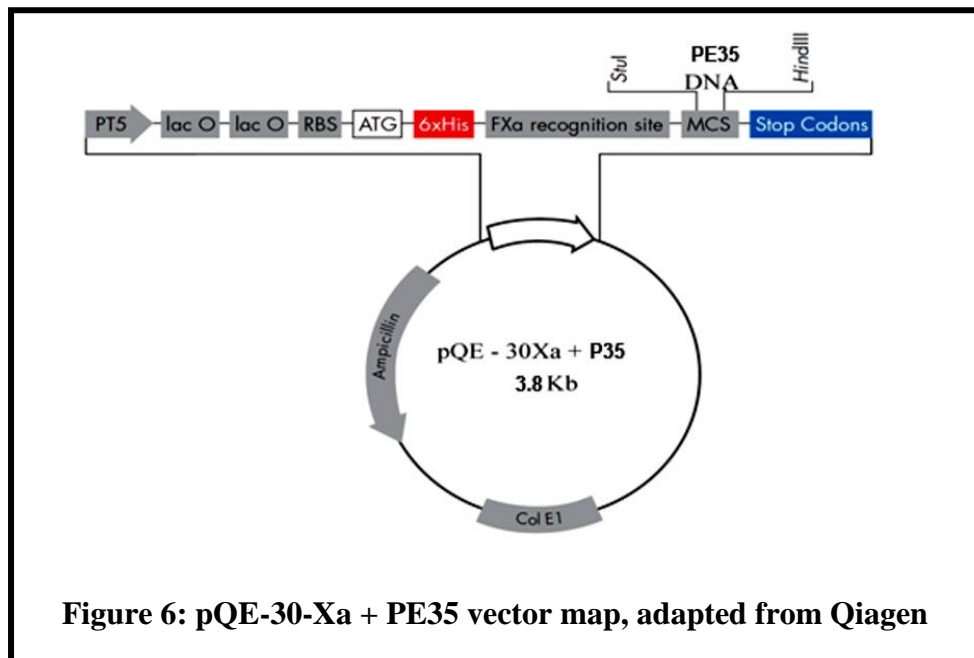 PE35
DNA
StuI
HindIII
PT5 lac O lac O RBS ATG 6xHis FXa recognition site MCS Stop Codons
Ampicillin
pQE - 30Xa + P35
3.8 Kb
Col E1
Figure 6: pQE-30-Xa + PE35 vector map, adapted from Qiagen